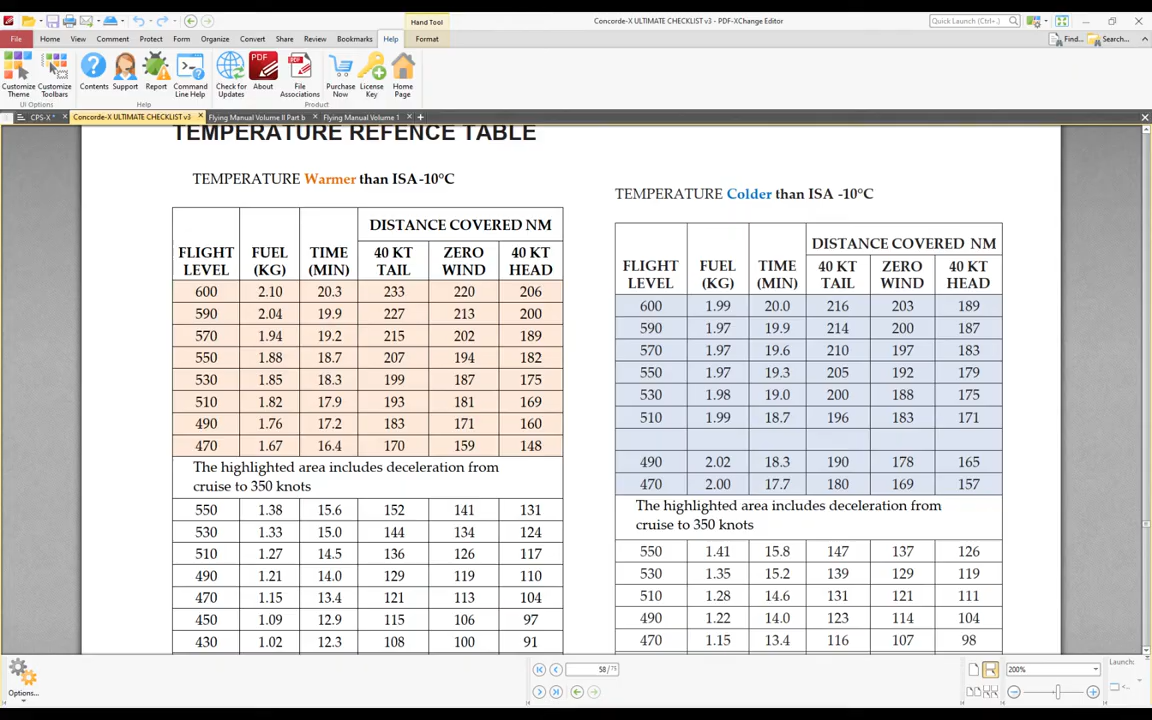 Hand Tool
Concorde-X ULTIMATE CHECKLIST v3 - PDF-XChange Editor
Quick Launch (Ctrl+.)
File Home View Comment Protect Form Organize Convert Share Review Bookmarks Help Format
Find... Search...
Customize Theme
Customize Toolbars
Contents
Support
Report
Command Line Help
Check for Updates
About
File Associations
Purchase Now
License Key
Home Page
UI Options Help Product
CPS-X * Concorde-X ULTIMATE CHECKLIST v3 Flying Manual Volume II Part b Flying Manual Volume 1
TEMPERATURE REFENCE TABLE
TEMPERATURE Warmer than ISA-10°C
DISTANCE COVERED NM
FLIGHT LEVEL FUEL (KG) TIME (MIN) 40 KT TAIL ZERO WIND 40 KT HEAD
600 2.10 20.3 233 220 206
590 2.04 19.9 227 213 200
570 1.94 19.2 215 202 189
550 1.88 18.7 207 194 182
530 1.85 18.3 199 187 175
510 1.82 17.9 193 181 169
490 1.76 17.2 183 171 160
470 1.67 16.4 170 159 148
The highlighted area includes deceleration from
cruise to 350 knots
550 1.38 15.6 152 141 131
530 1.33 15.0 144 134 124
510 1.27 14.5 136 126 117
490 1.21 14.0 129 119 110
470 1.15 13.4 121 113 104
450 1.09 12.9 115 106 97
430 1.02 12.3 108 100 91
TEMPERATURE Colder than ISA -10°C
DISTANCE COVERED NM
FLIGHT LEVEL FUEL (KG) TIME (MIN) 40 KT TAIL ZERO WIND 40 KT HEAD
600 1.99 20.0 216 203 189
590 1.97 19.9 214 200 187
570 1.97 19.6 210 197 183
550 1.97 19.3 205 192 179
530 1.98 19.0 200 188 175
510 1.99 18.7 196 183 171
490 2.02 18.3 190 178 165
470 2.00 17.7 180 169 157
The highlighted area includes deceleration from
cruise to 350 knots
550 1.41 15.8 147 137 126
530 1.35 15.2 139 129 119
510 1.28 14.6 131 121 111
490 1.22 14.0 123 114 104
470 1.15 13.4 116 107 98
Options...
58 / 75
200%
Launch: